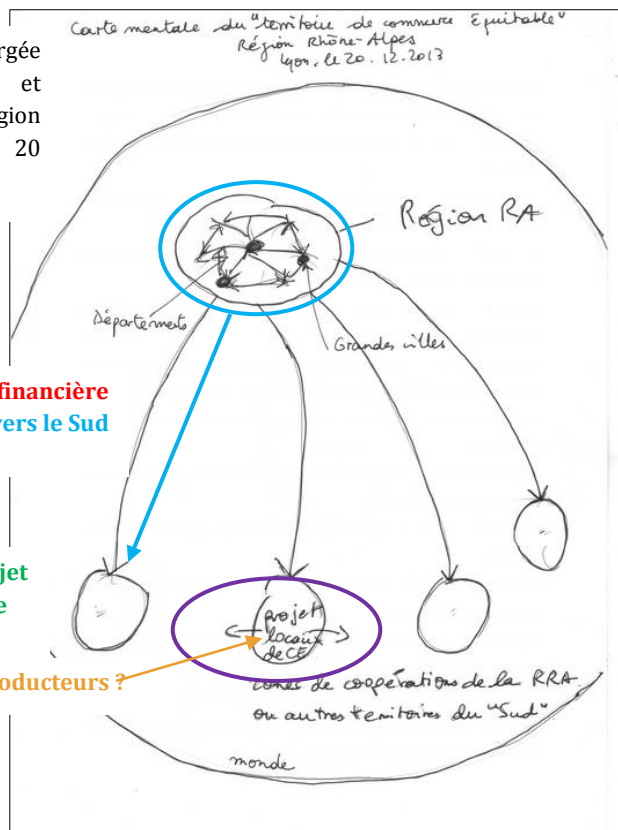 Carte mentale du "territoire de commerce Equitable"
Région Rhône-Alpes
Lyon, le 20.12.2013
rgée
et
gion
20
Région RA
Départements
Grandes villes
financière
vers le Sud
jet
e
projets
locaux
de CE
oducteurs ?
zones de coopérations de la RRA
ou autres territoires du "Sud"
monde